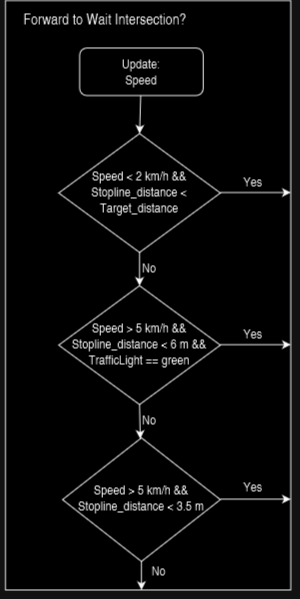 Forward to Wait Intersection?
Update:
Speed
Speed < 2 km/h &&
Stopline_distance <
Target_distance
Yes
No
Speed > 5 km/h &&
Stopline_distance < 6 m &&
TrafficLight == green
Yes
No
Speed > 5 km/h &&
Stopline_distance < 3.5 m
Yes
No